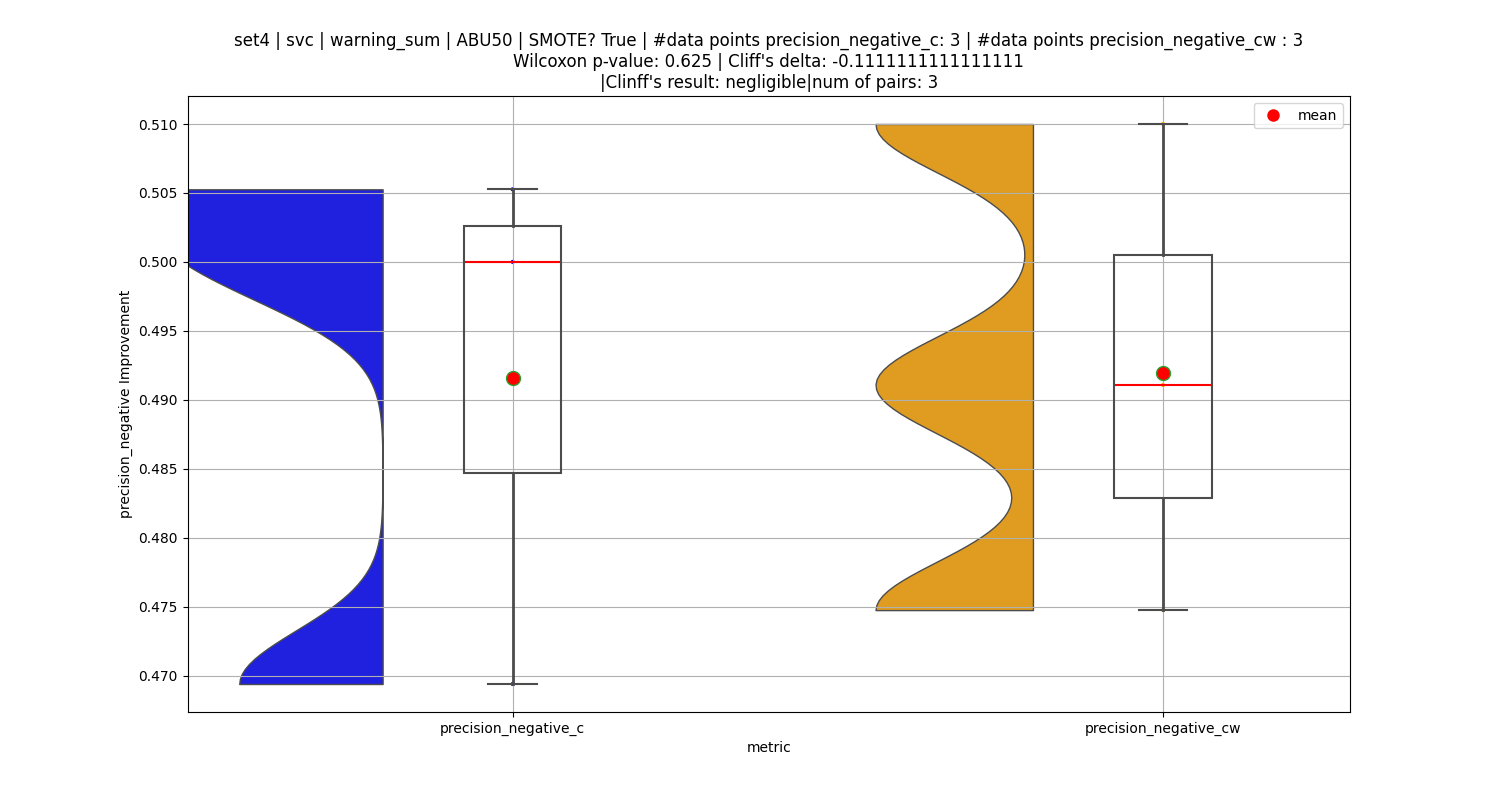 set4 | svc | warning_sum | ABU50 | SMOTE? True | #data points precision_negative_c: 3 | #data points precision_negative_cw : 3
Wilcoxon p-value: 0.625 | Cliff's delta: -0.1111111111111111
|Clinff's result: negligible|num of pairs: 3
mean
0.510
0.505
0.500
0.495
0.490
0.485
0.480
0.475
0.470
precision_negative Improvement
precision_negative_c
precision_negative_cw
metric